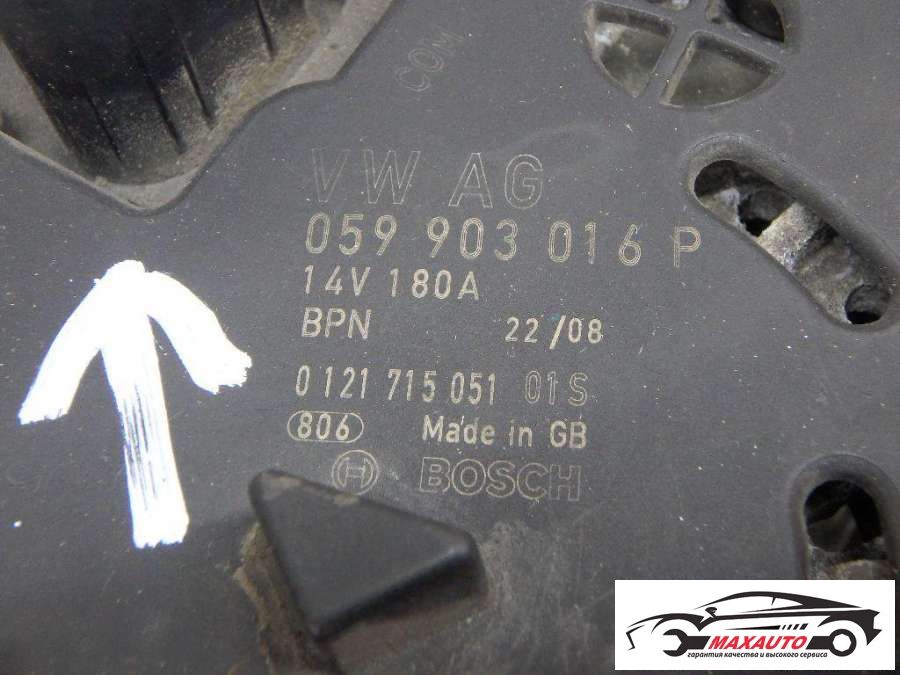 COM
VW AG
059 903 016 P
14V 180A
BPN 22/08
0 121 715 051 01S
806 Made in GB
H BOSCH
MAXAUTO
гарантия качества и высокого сервиса